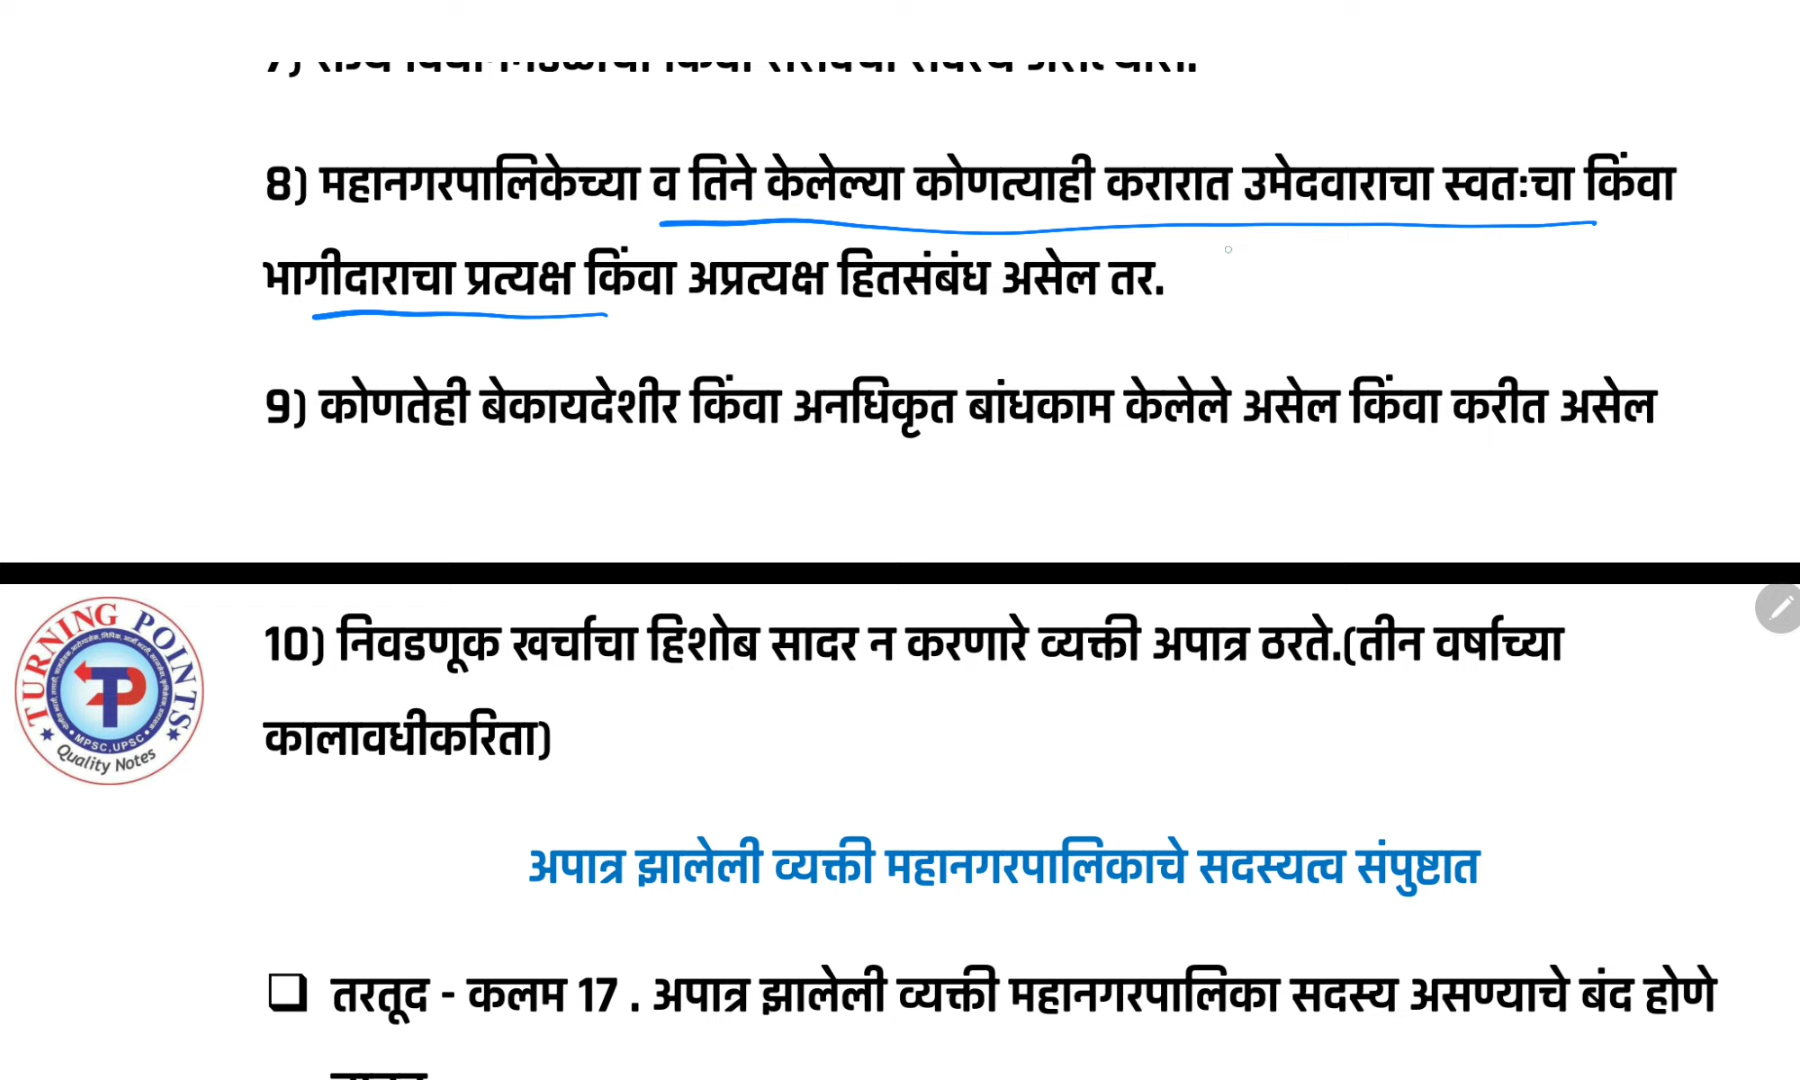 8) महानगरपालिकेच्या व तिने केलेल्या कोणत्याही करारात उमेदवाराचा स्वतःचा किंवा
भागीदाराचा प्रत्यक्ष किंवा अप्रत्यक्ष हितसंबंध असेल तर.
9) कोणतेही बेकायदेशीर किंवा अनधिकृत बांधकाम केलेले असेल किंवा करीत असेल
TURNING POINTS
TP
MPSC, UPSC
Quality Notes
10) निवडणूक खर्चाचा हिशोब सादर न करणारे व्यक्ती अपात्र ठरते.(तीन वर्षाच्या
कालावधीकरिता)
अपात्र झालेली व्यक्ती महानगरपालिकाचे सदस्यत्व संपुष्टात
❑ तरतूद - कलम 17 . अपात्र झालेली व्यक्ती महानगरपालिका सदस्य असण्याचे बंद होणे